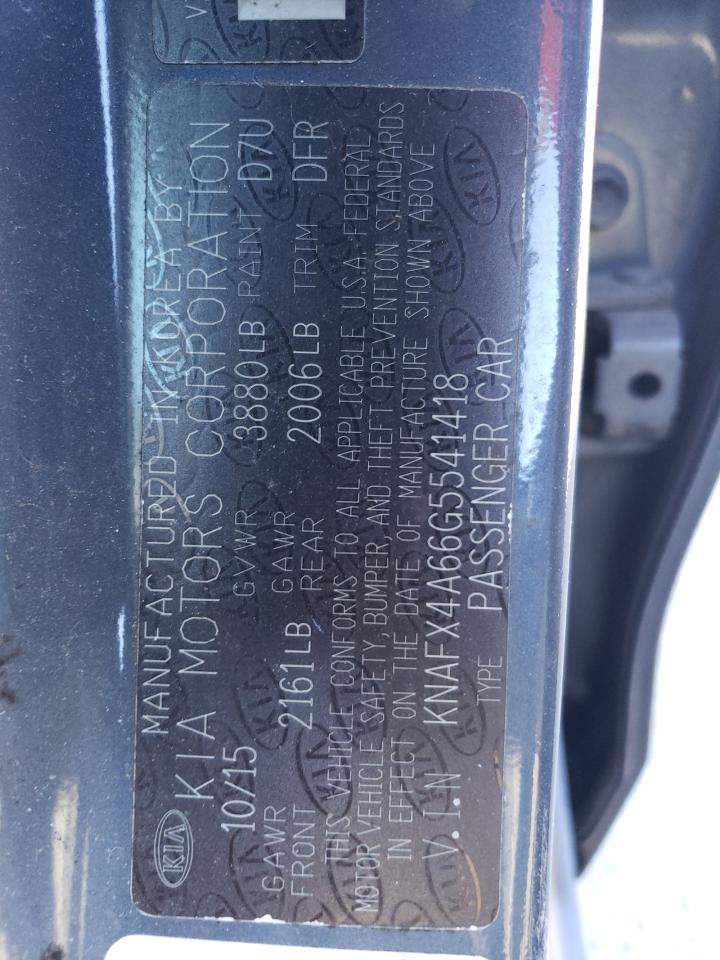 KIA
MANUFACTURED IN KOREA BY
KIA MOTORS CORPORATION
10/15 GVWR 3880LB PAINT D7U
GAWR FRONT 2161LB GAWR REAR 2006LB TRIM DFR
THIS VEHICLE CONFORMS TO ALL APPLICABLE U.S.A. FEDERAL
MOTOR VEHICLE SAFETY, BUMPER, AND THEFT PREVENTION STANDARDS
IN EFFECT ON THE DATE OF MANUFACTURE SHOWN ABOVE
V.I.N KNAFX4A66G5541418
TYPE PASSENGER CAR